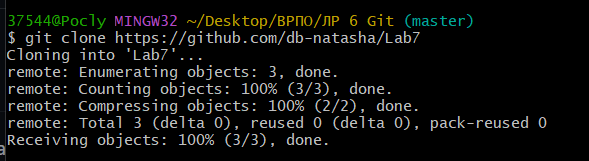 37544@Pocly MINGW32 ~/Desktop/ВРПО/ЛР 6 Git (master)
$ git clone https://github.com/db-natasha/Lab7
Cloning into 'Lab7'...
remote: Enumerating objects: 3, done.
remote: Counting objects: 100% (3/3), done.
remote: Compressing objects: 100% (2/2), done.
remote: Total 3 (delta 0), reused 0 (delta 0), pack-reused 0
Receiving objects: 100% (3/3), done.